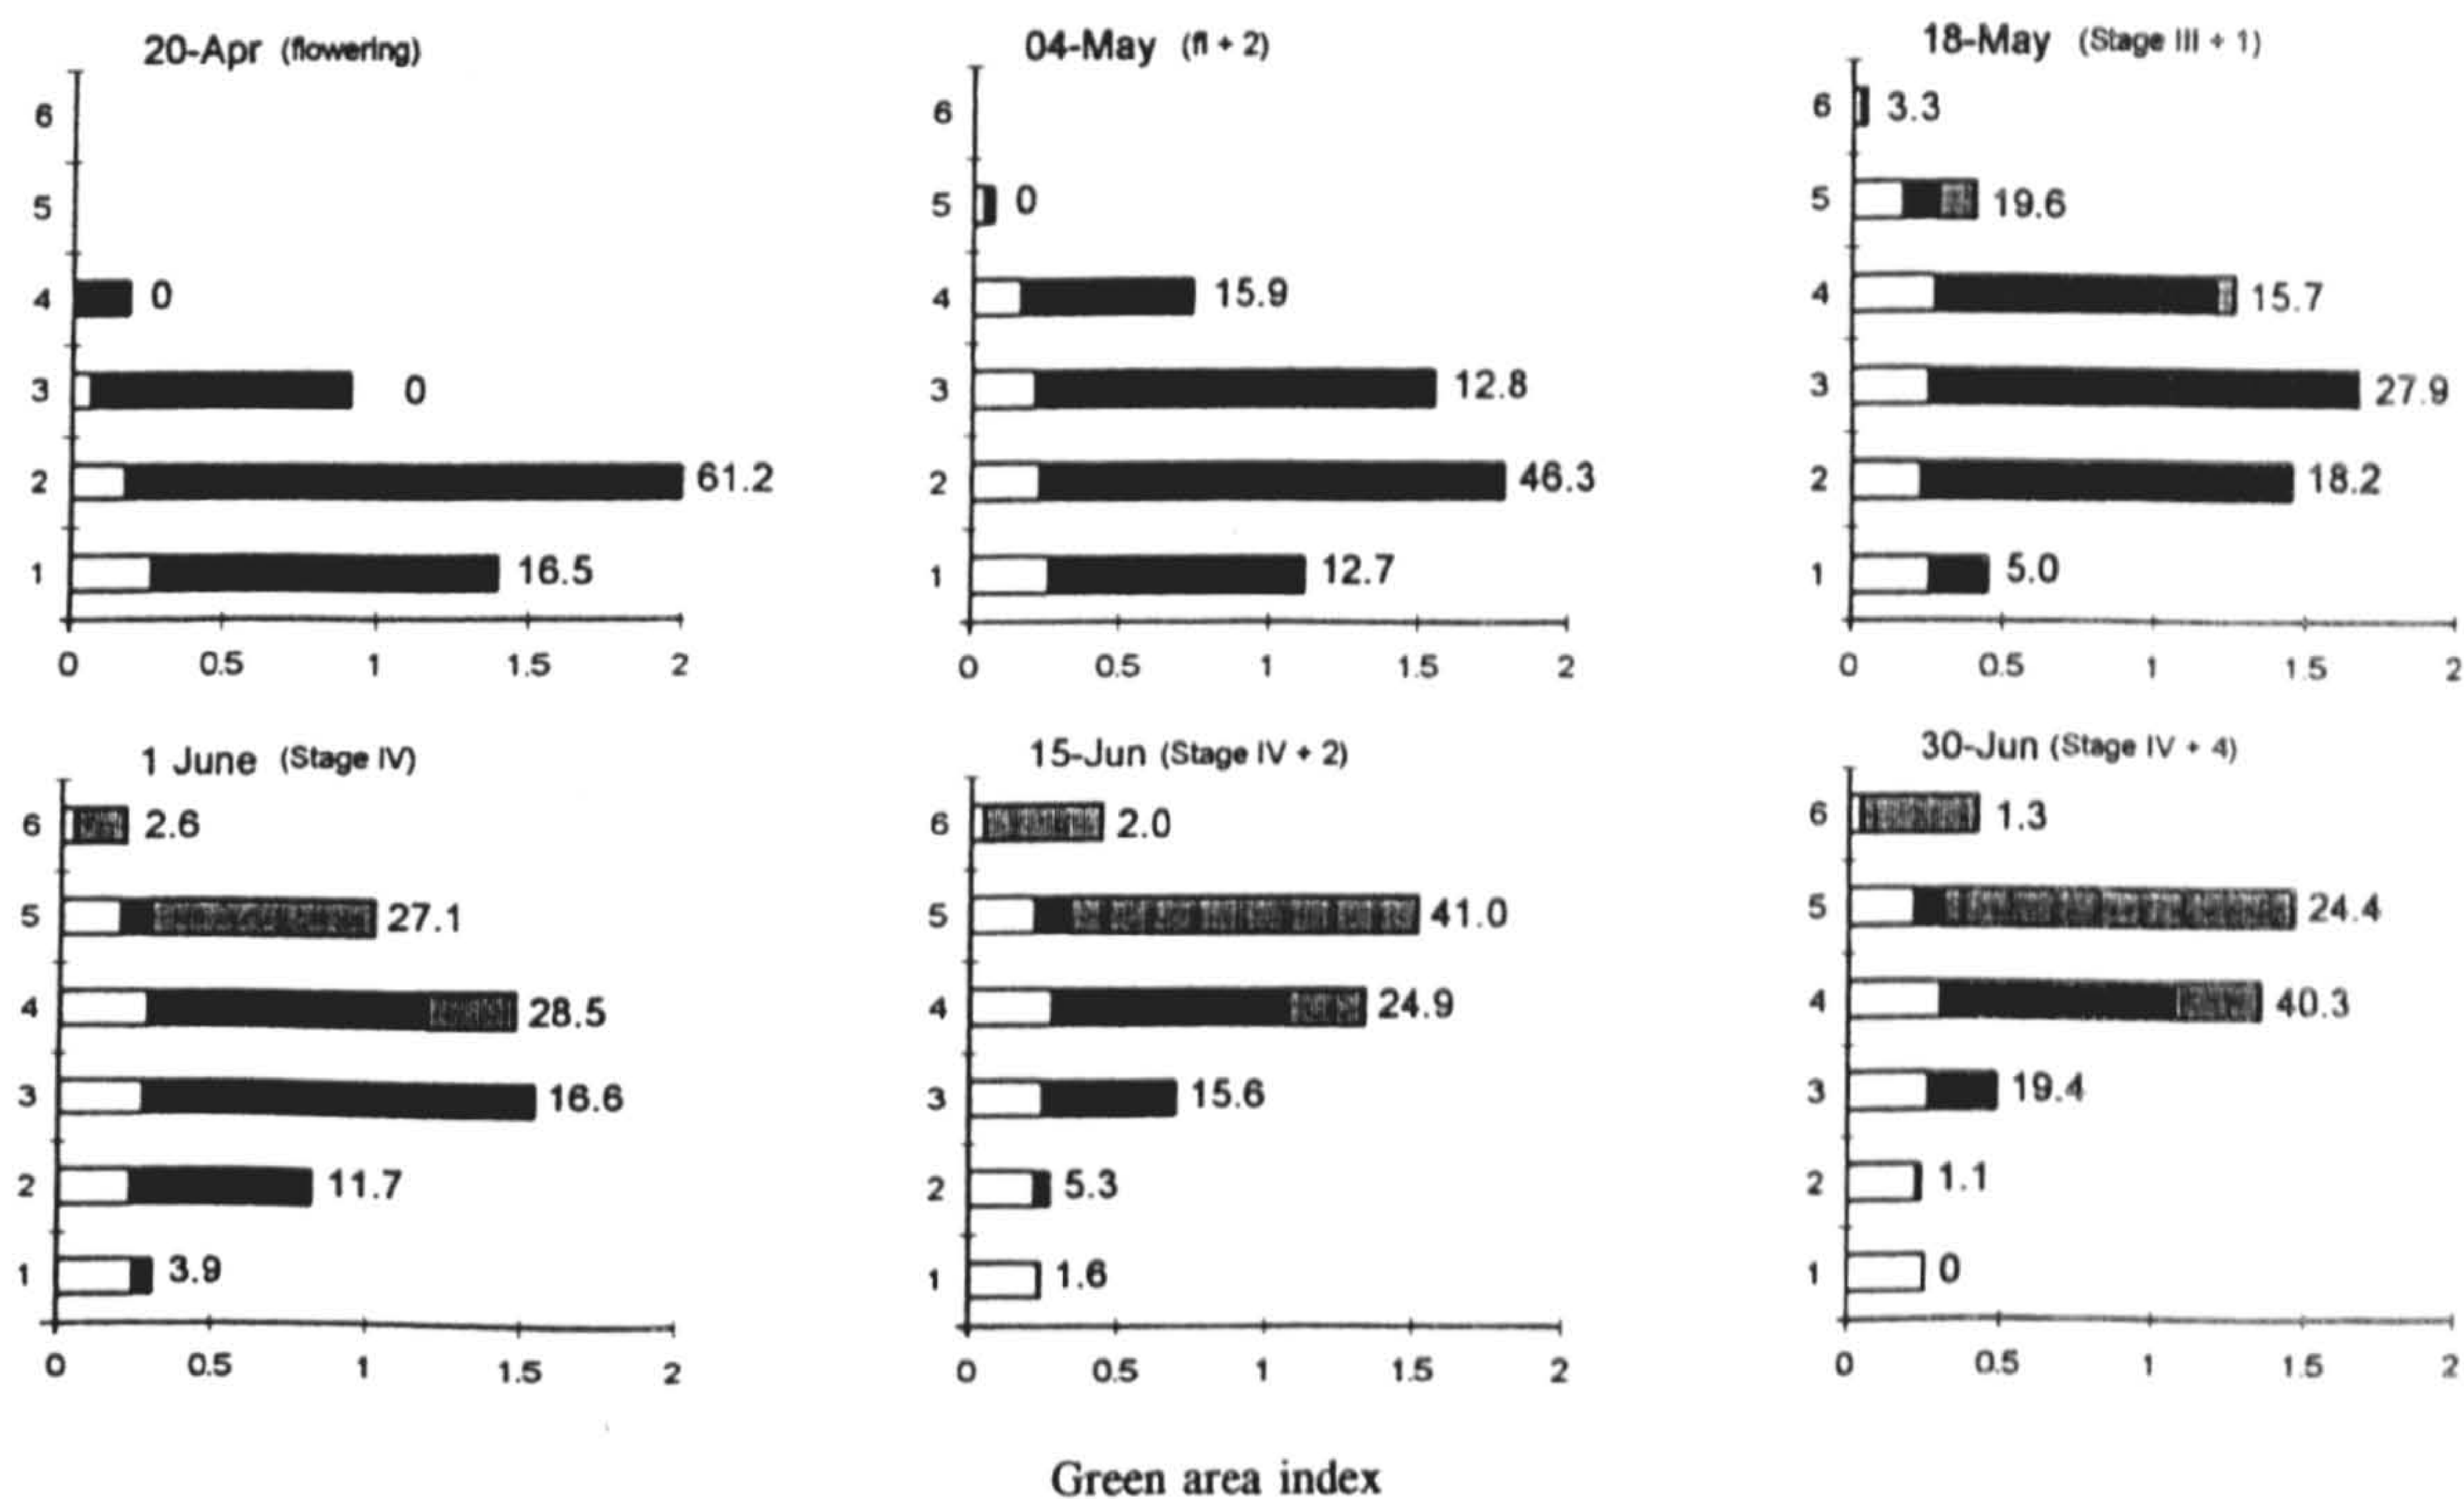 20-Apr (flowering)
6
5
4 0
3 0
2 61.2
1 16.5
0 0.5 1 1.5 2
04-May (fl + 2)
6
5 0
4 15.9
3 12.8
2 46.3
1 12.7
0 0.5 1 1.5 2
18-May (Stage III + 1)
6 3.3
5 19.6
4 15.7
3 27.9
2 18.2
1 5.0
0 0.5 1 1.5 2
1 June (Stage IV)
6 2.6
5 27.1
4 28.5
3 16.6
2 11.7
1 3.9
0 0.5 1 1.5 2
15-Jun (Stage IV + 2)
6 2.0
5 41.0
4 24.9
3 15.6
2 5.3
1 1.6
0 0.5 1 1.5 2
30-Jun (Stage IV + 4)
6 1.3
5 24.4
4 40.3
3 19.4
2 1.1
1 0
0 0.5 1 1.5 2
Green area index